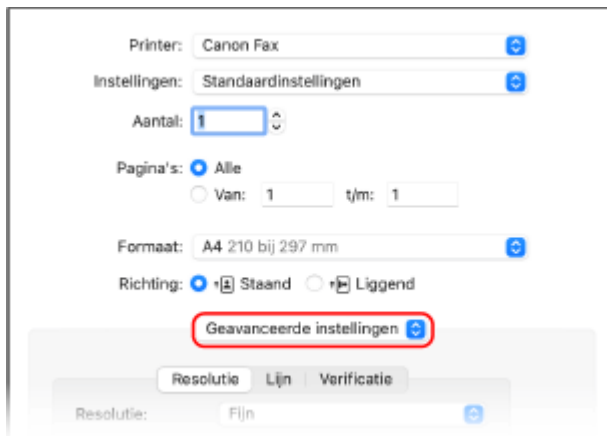 Printer: Canon Fax
Instellingen: Standaardinstellingen
Aantal: 1
Pagina's: Alle
Van: 1 t/m: 1
Formaat: A4 210 bij 297 mm
Richting: Staand Liggend
Geavanceerde instellingen
Resolutie Lijn Verificatie
Resolutie: Fijn